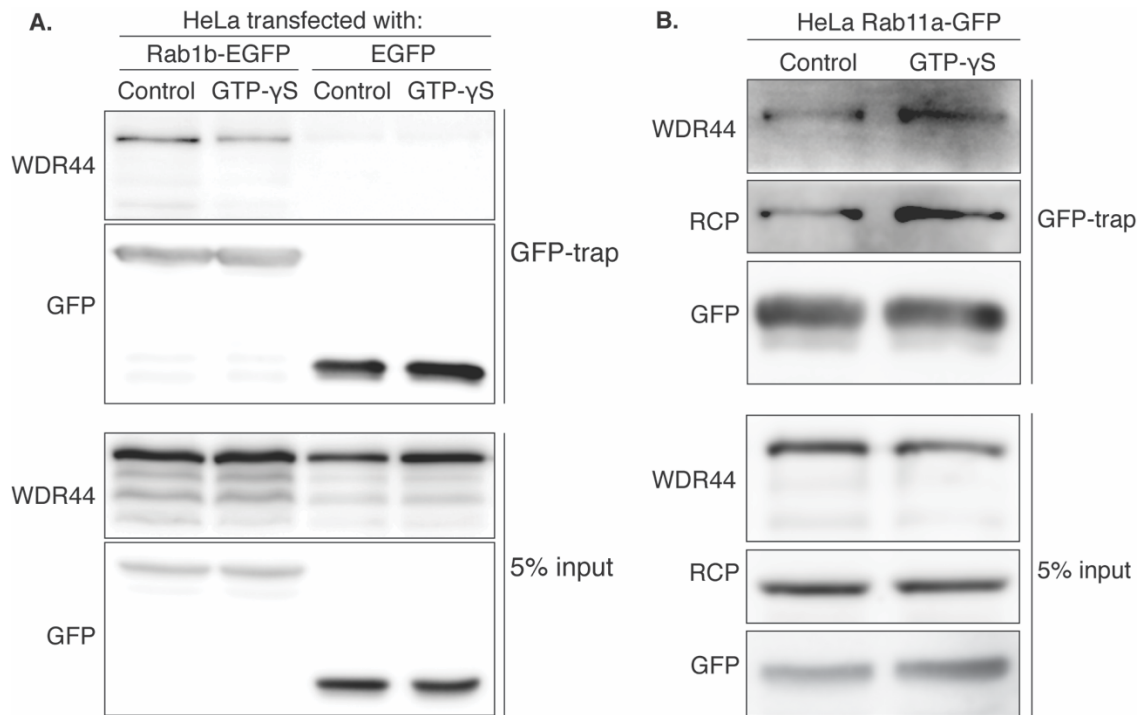 A.
HeLa transfected with:
Rab1b-EGFP EGFP
Control GTP-γS Control GTP-γS
WDR44
GFP
GFP-trap
WDR44
GFP
5% input
B.
HeLa Rab11a-GFP
Control GTP-γS
WDR44
RCP
GFP
GFP-trap
WDR44
RCP
GFP
5% input